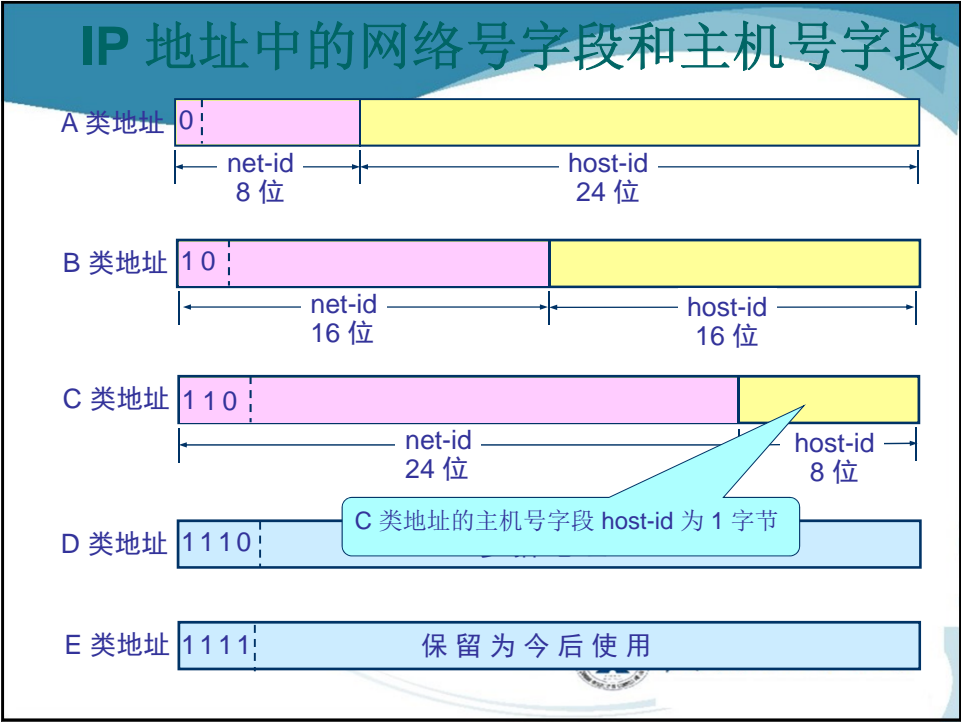 IP 地址中的网络号字段和主机号字段
A 类地址 0
net-id host-id
8 位 24 位
B 类地址 1 0
net-id host-id
16 位 16 位
C 类地址 1 1 0
net-id host-id
24 位 8 位
C 类地址的主机号字段 host-id 为 1 字节
D 类地址 1 1 1 0
E 类地址 1 1 1 1 保 留 为 今 后 使 用